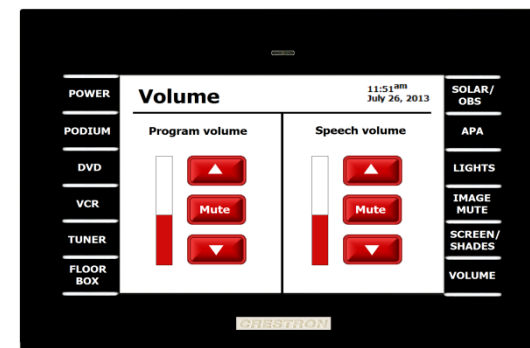 POWER
PODIUM
DVD
VCR
TUNER
FLOOR
BOX
Volume
11:51am
July 26, 2013
Program volume
Mute
Speech volume
Mute
SOLAR/
OBS
APA
LIGHTS
IMAGE
MUTE
SCREEN/
SHADES
VOLUME
CRESTRON